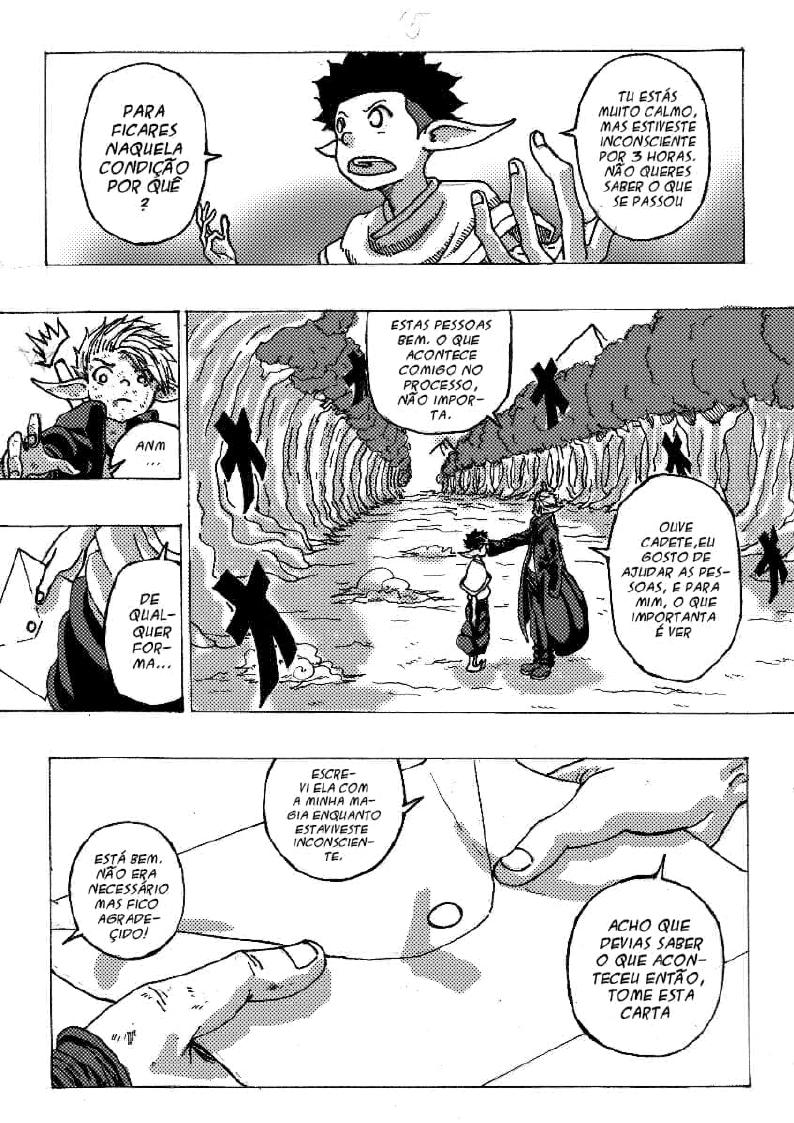 TU ESTÁS
MUITO CALMO,
MAS ESTIVESTE
INCONSCIENTE
POR 3 HORAS.
NÃO QUERES
SABER O QUE
SE PASSOU
PARA
FICARES
NAQUELA
CONDIÇÃO
POR QUÊ
?
OUVE
CADETE,EU
GOSTO DE
AJUDAR AS PES-
SOAS, E PARA
MIM, O QUE
IMPORTANTA
É VER
ESTAS PESSOAS
BEM. O QUE
ACONTECE
COMIGO NO
PROCESSO,
NÃO IMPOR-
TA.
ANM
...
DE
QUAL-
QUER
FOR-
MA...
ACHO QUE
DEVIAS SABER
O QUE ACON-
TECEU ENTÃO,
TOME ESTA
CARTA
ESCRE-
VI ELA COM
A MINHA MA-
GIA ENQUANTO
ESTAVIVESTE
INCONSCIEN-
TE.
ESTÁ BEM.
NÃO ERA
NECESSÁRIO
MAS FICO
AGRADE-
ÇIDO!